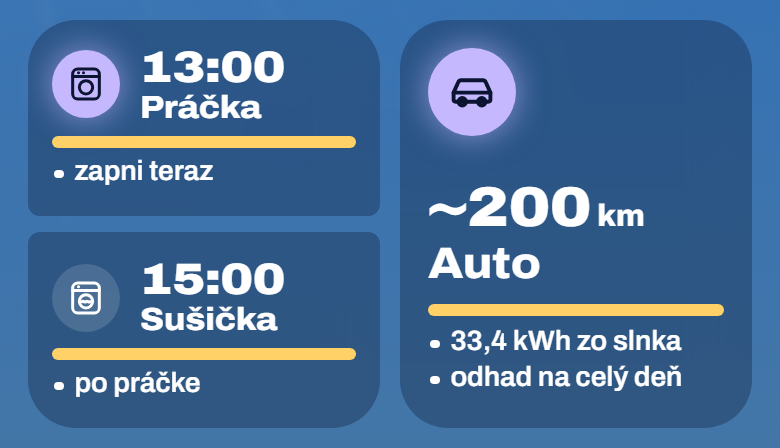 13:00
Práčka
zapni teraz
15:00
Sušička
po práčke
~200 km
Auto
33,4 kWh zo slnka
odhad na celý deň